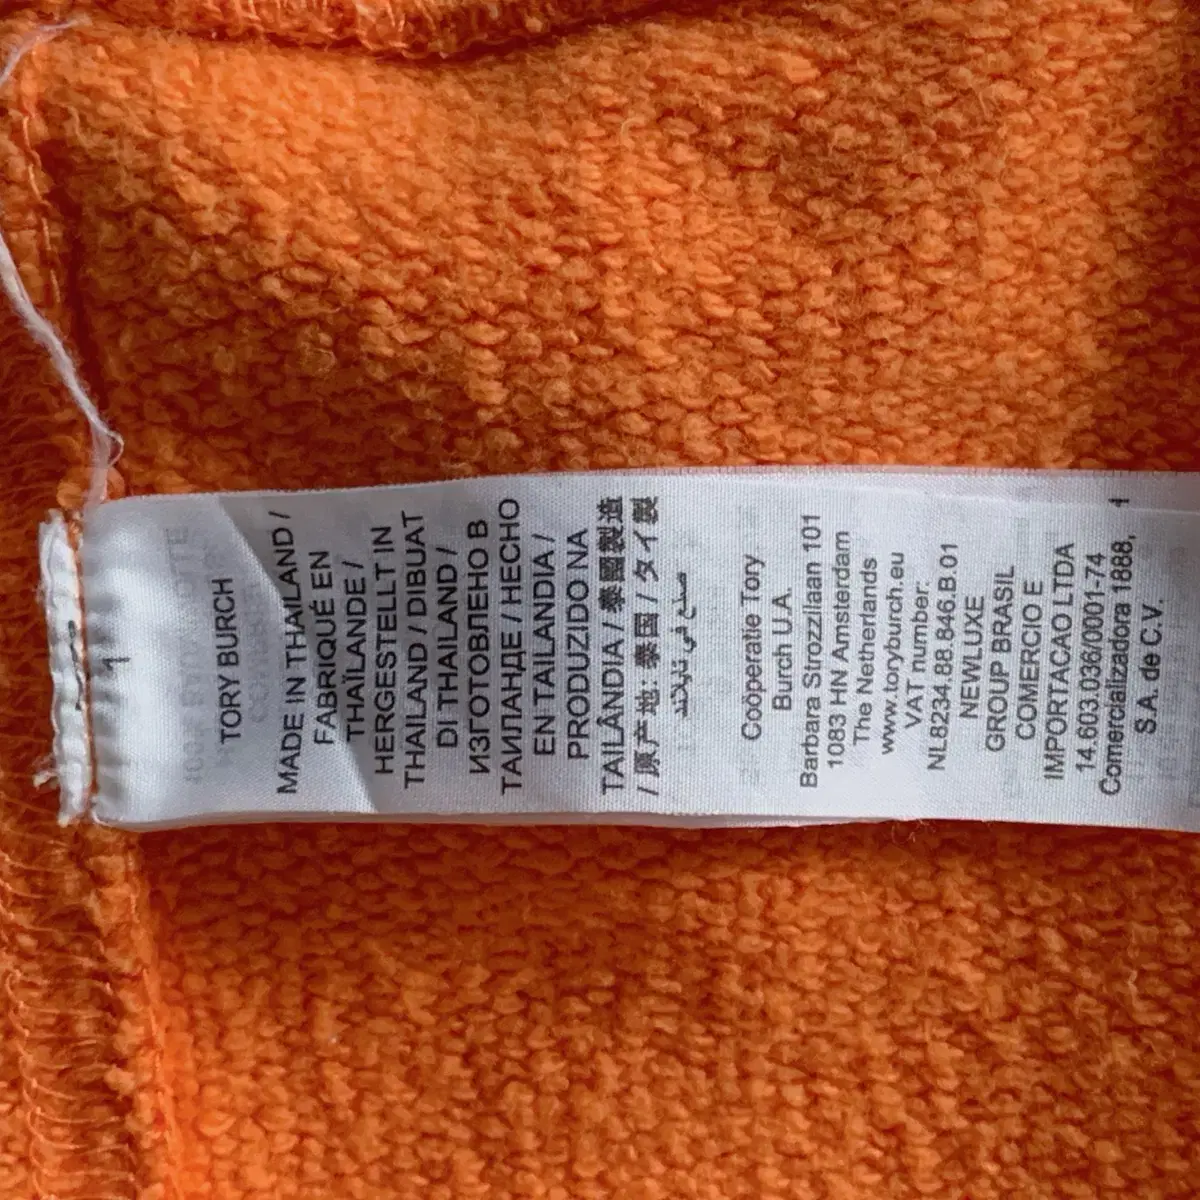 1
TORY BURCH
MADE IN THAILAND /
FABRIQUÉ EN
THAÏLANDE /
HERGESTELLT IN
THAILAND / DIBUAT
DI THAILAND /
ИЗГОТОВЛЕНО В
ТАИЛАНДЕ / HECHO
EN TAILANDIA /
PRODUZIDO NA
TAILÂNDIA / 泰國製造
/ 原产地: 泰国 / タイ製
صنع في تايلاند
Coöperatie Tory
Burch U.A.
Barbara Strozzilaan 101
1083 HN Amsterdam
The Netherlands
www.toryburch.eu
VAT number:
NL8234.88.846.B.01
NEWLUXE
GROUP BRASIL
COMERCIO E
IMPORTACAO LTDA
14.603.036/0001-74
Comercializadora 1888,
S.A. de C.V.